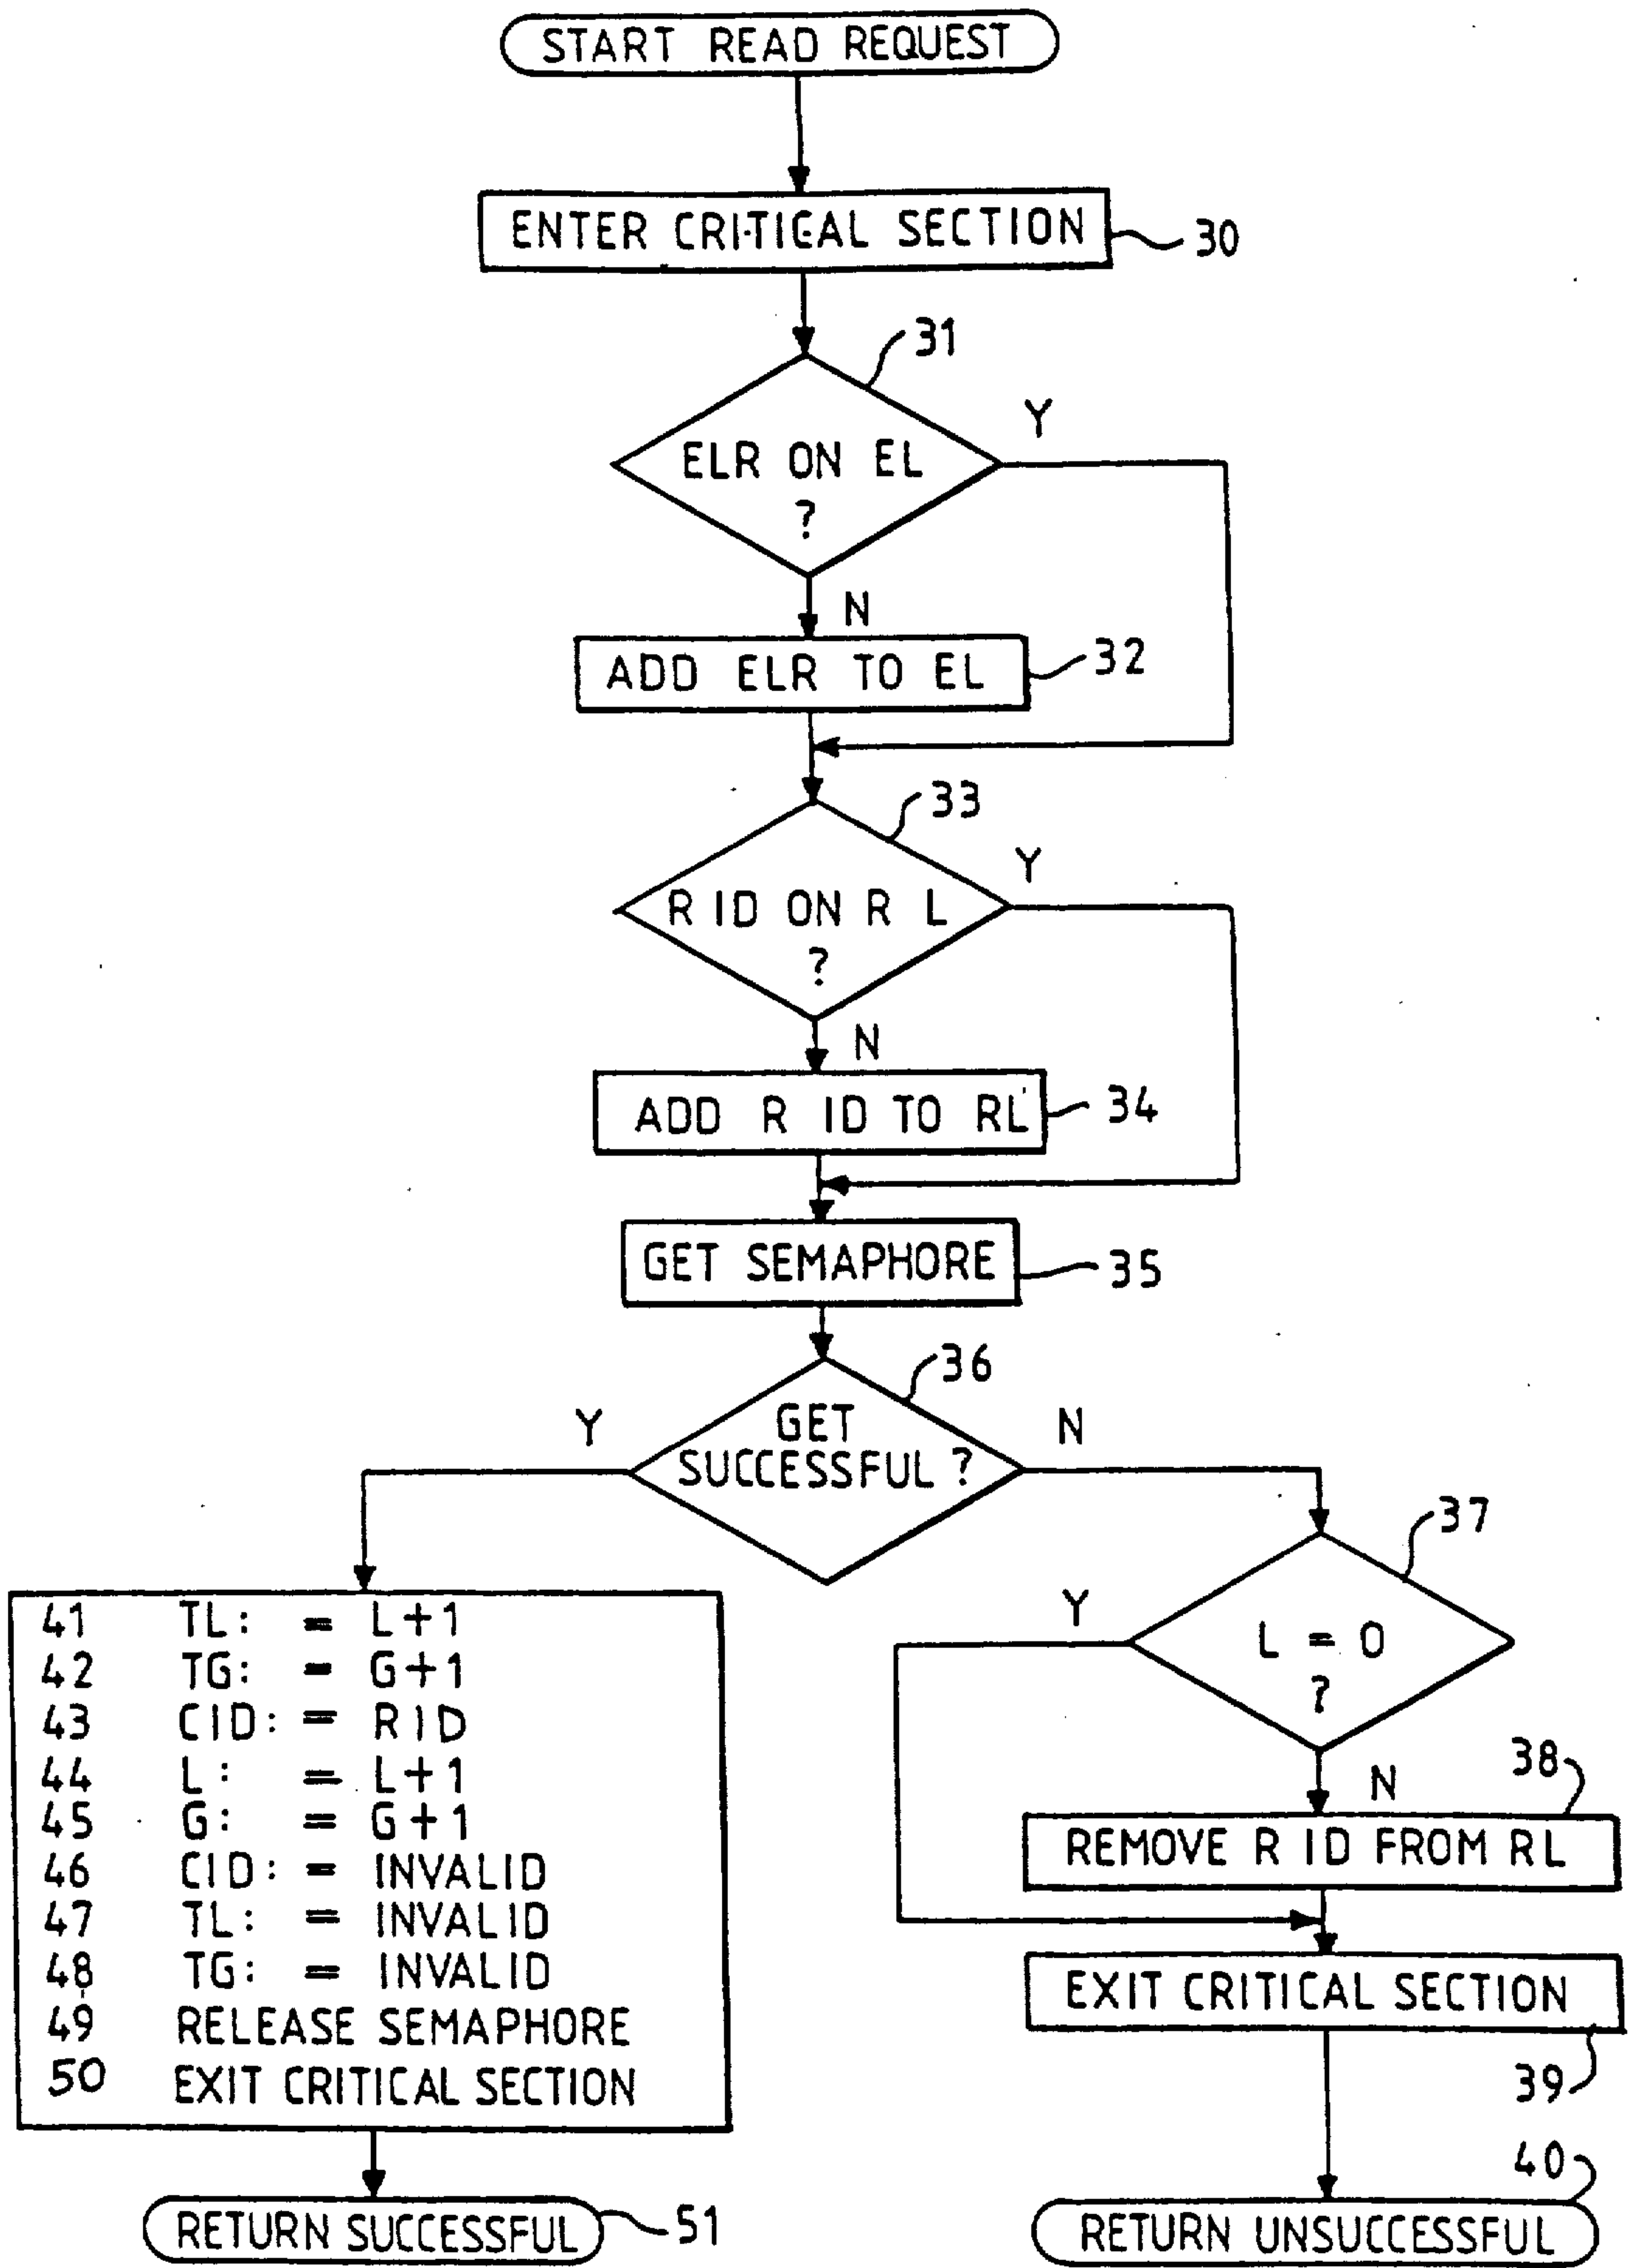 START READ REQUEST
ENTER CRITICAL SECTION
30
31
ELR ON EL
?
Y
N
ADD ELR TO EL
32
33
R ID ON R L
?
Y
N
ADD R ID TO RL
34
GET SEMAPHORE
35
36
GET
SUCCESSFUL ?
Y
N
37
L = 0
?
Y
N
38
REMOVE R ID FROM RL
EXIT CRITICAL SECTION
39
40
RETURN UNSUCCESSFUL
41 TL: = L+1
42 TG: = G+1
43 CID: = RID
44 L: = L+1
45 G: = G+1
46 CID: = INVALID
47 TL: = INVALID
48 TG: = INVALID
49 RELEASE SEMAPHORE
50 EXIT CRITICAL SECTION
RETURN SUCCESSFUL
51